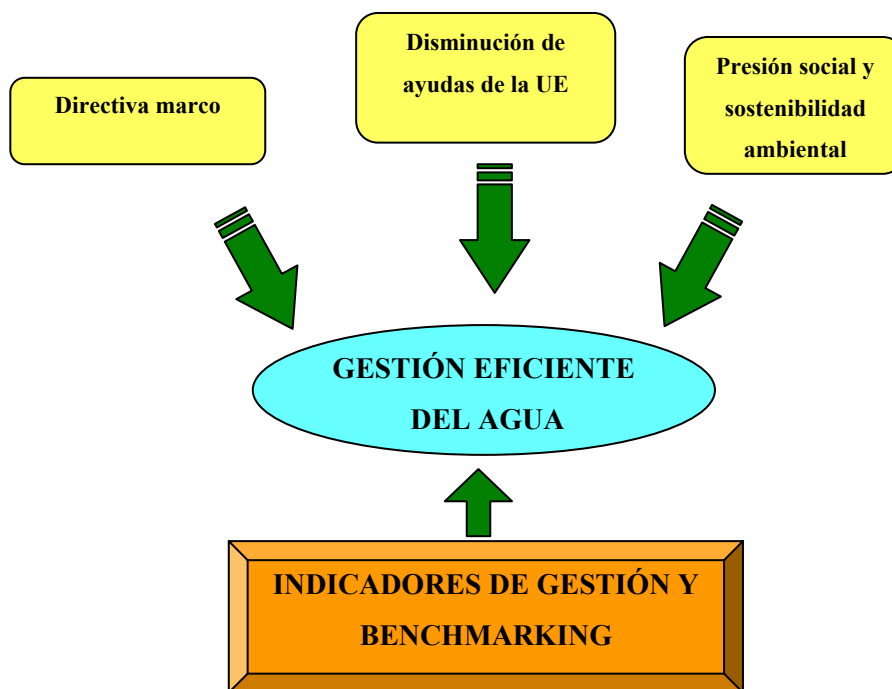 Directiva marco
Disminución de
ayudas de la UE
Presión social y
sostenibilidad
ambiental
GESTIÓN EFICIENTE
DEL AGUA
INDICADORES DE GESTIÓN Y
BENCHMARKING